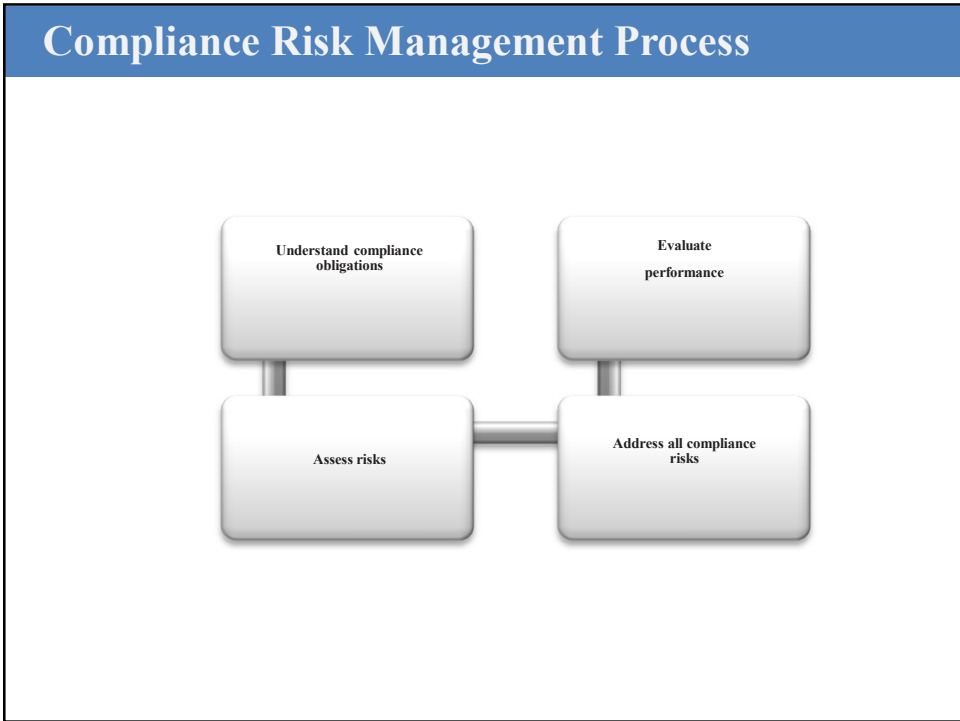 Compliance Risk Management Process
Understand compliance
obligations
Evaluate
performance
Assess risks
Address all compliance
risks